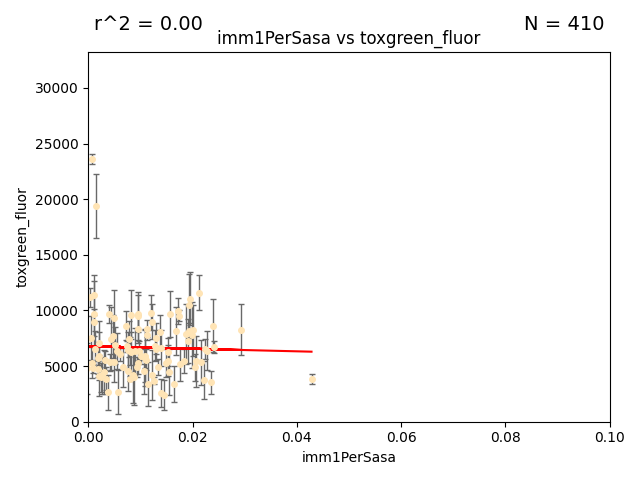 r^2 = 0.00
N = 410
imm1PerSasa vs toxgreen_fluor
30000
25000
20000
15000
10000
5000
0
toxgreen_fluor
0.00
0.02
0.04
0.06
0.08
0.10
imm1PerSasa